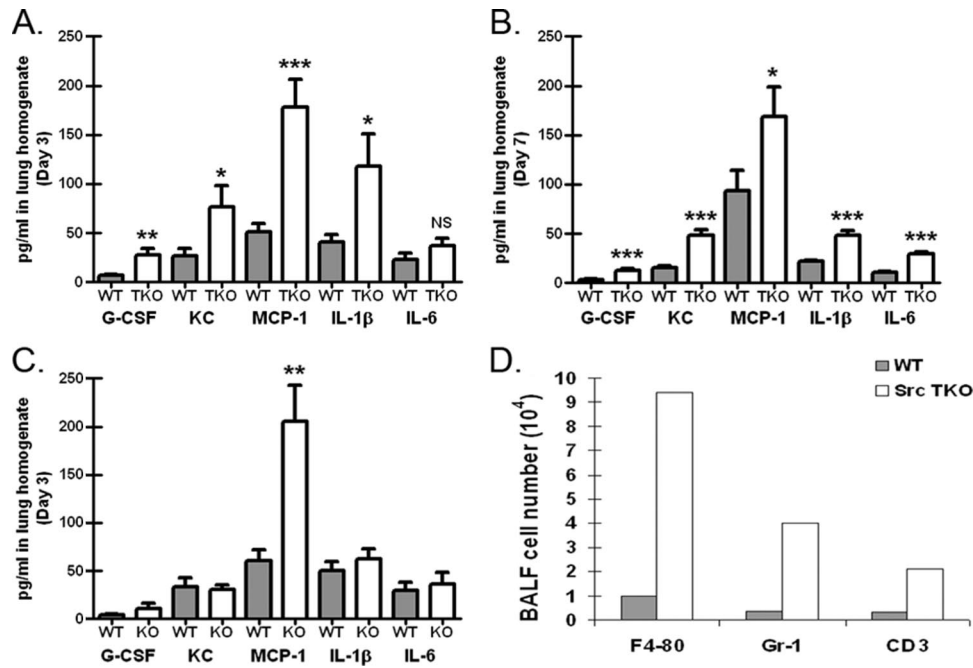 A.
pg/ml in lung homogenate
(Day 3)
250
200
150
100
50
0
**
*
***
*
NS
WT TKO WT TKO WT TKO WT TKO WT TKO
G-CSF KC MCP-1 IL-1β IL-6
B.
pg/ml in lung homogenate
(Day 7)
250
200
150
100
50
0
***
***
*
***
***
WT TKO WT TKO WT TKO WT TKO WT TKO
G-CSF KC MCP-1 IL-1β IL-6
C.
pg/ml in lung homogenate
(Day 3)
250
200
150
100
50
0
**
WT KO WT KO WT KO WT KO WT KO
G-CSF KC MCP-1 IL-1β IL-6
D.
WT
Src TKO
BALF cell number (10⁴)
10
9
8
7
6
5
4
3
2
1
0
F4-80 Gr-1 CD3